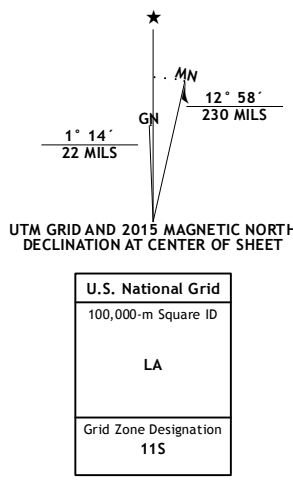 ★
MN
GN
12° 58´
230 MILS
1° 14´
22 MILS
UTM GRID AND 2015 MAGNETIC NORTH
DECLINATION AT CENTER OF SHEET
U.S. National Grid
100,000-m Square ID
LA
Grid Zone Designation
11S